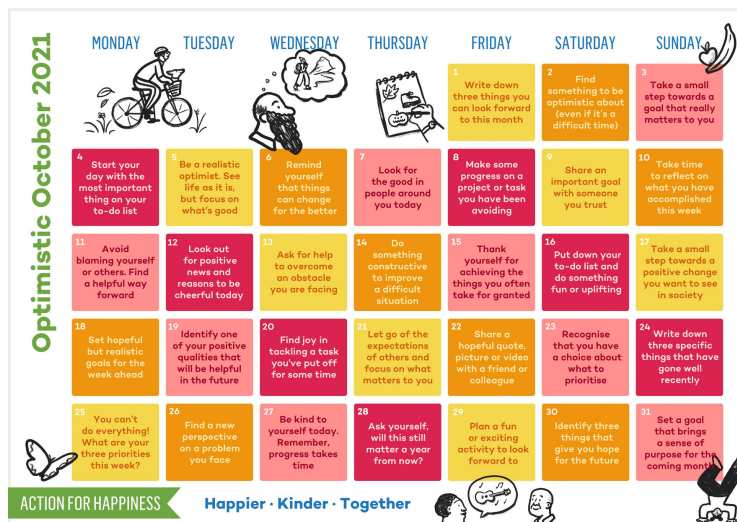 Optimistic October 2021
MONDAY
TUESDAY
WEDNESDAY
THURSDAY
FRIDAY
SATURDAY
SUNDAY
1
Write down
three things you
can look forward
to this month
2
Find
something to be
optimistic about
(even if it's a
difficult time)
3
Take a small
step towards a
goal that really
matters to you
4
Start your
day with the
most important
thing on your
to-do list
5
Be a realistic
optimist. See
life as it is,
but focus on
what's good
6
Remind
yourself
that things
can change
for the better
7
Look for
the good in
people around
you today
8
Make some
progress on a
project or task
you have been
avoiding
9
Share an
important goal
with someone
you trust
10
Take time
to reflect on
what you have
accomplished
this week
11
Avoid
blaming yourself
or others. Find
a helpful way
forward
12
Look out
for positive
news and
reasons to be
cheerful today
13
Ask for help
to overcome
an obstacle
you are facing
14
Do
something
constructive
to improve
a difficult
situation
15
Thank
yourself for
achieving the
things you often
take for granted
16
Put down your
to-do list and
do something
fun or uplifting
17
Take a small
step towards a
positive change
you want to see
in society
18
Set hopeful
but realistic
goals for the
week ahead
19
Identify one
of your positive
qualities that
will be helpful
in the future
20
Find joy in
tackling a task
you've put off
for some time
21
Let go of the
expectations
of others and
focus on what
matters to you
22
Share a
hopeful quote,
picture or video
with a friend or
colleague
23
Recognise
that you have
a choice about
what to
prioritise
24
Write down
three specific
things that have
gone well
recently
25
You can't
do everything!
What are your
three priorities
this week?
26
Find a new
perspective
on a problem
you face
27
Be kind to
yourself today.
Remember,
progress takes
time
28
Ask yourself,
will this still
matter a year
from now?
29
Plan a fun
or exciting
activity to look
forward to
30
Identify three
things that
give you hope
for the future
31
Set a goal
that brings
a sense of
purpose for the
coming month
ACTION FOR HAPPINESS
Happier · Kinder · Together